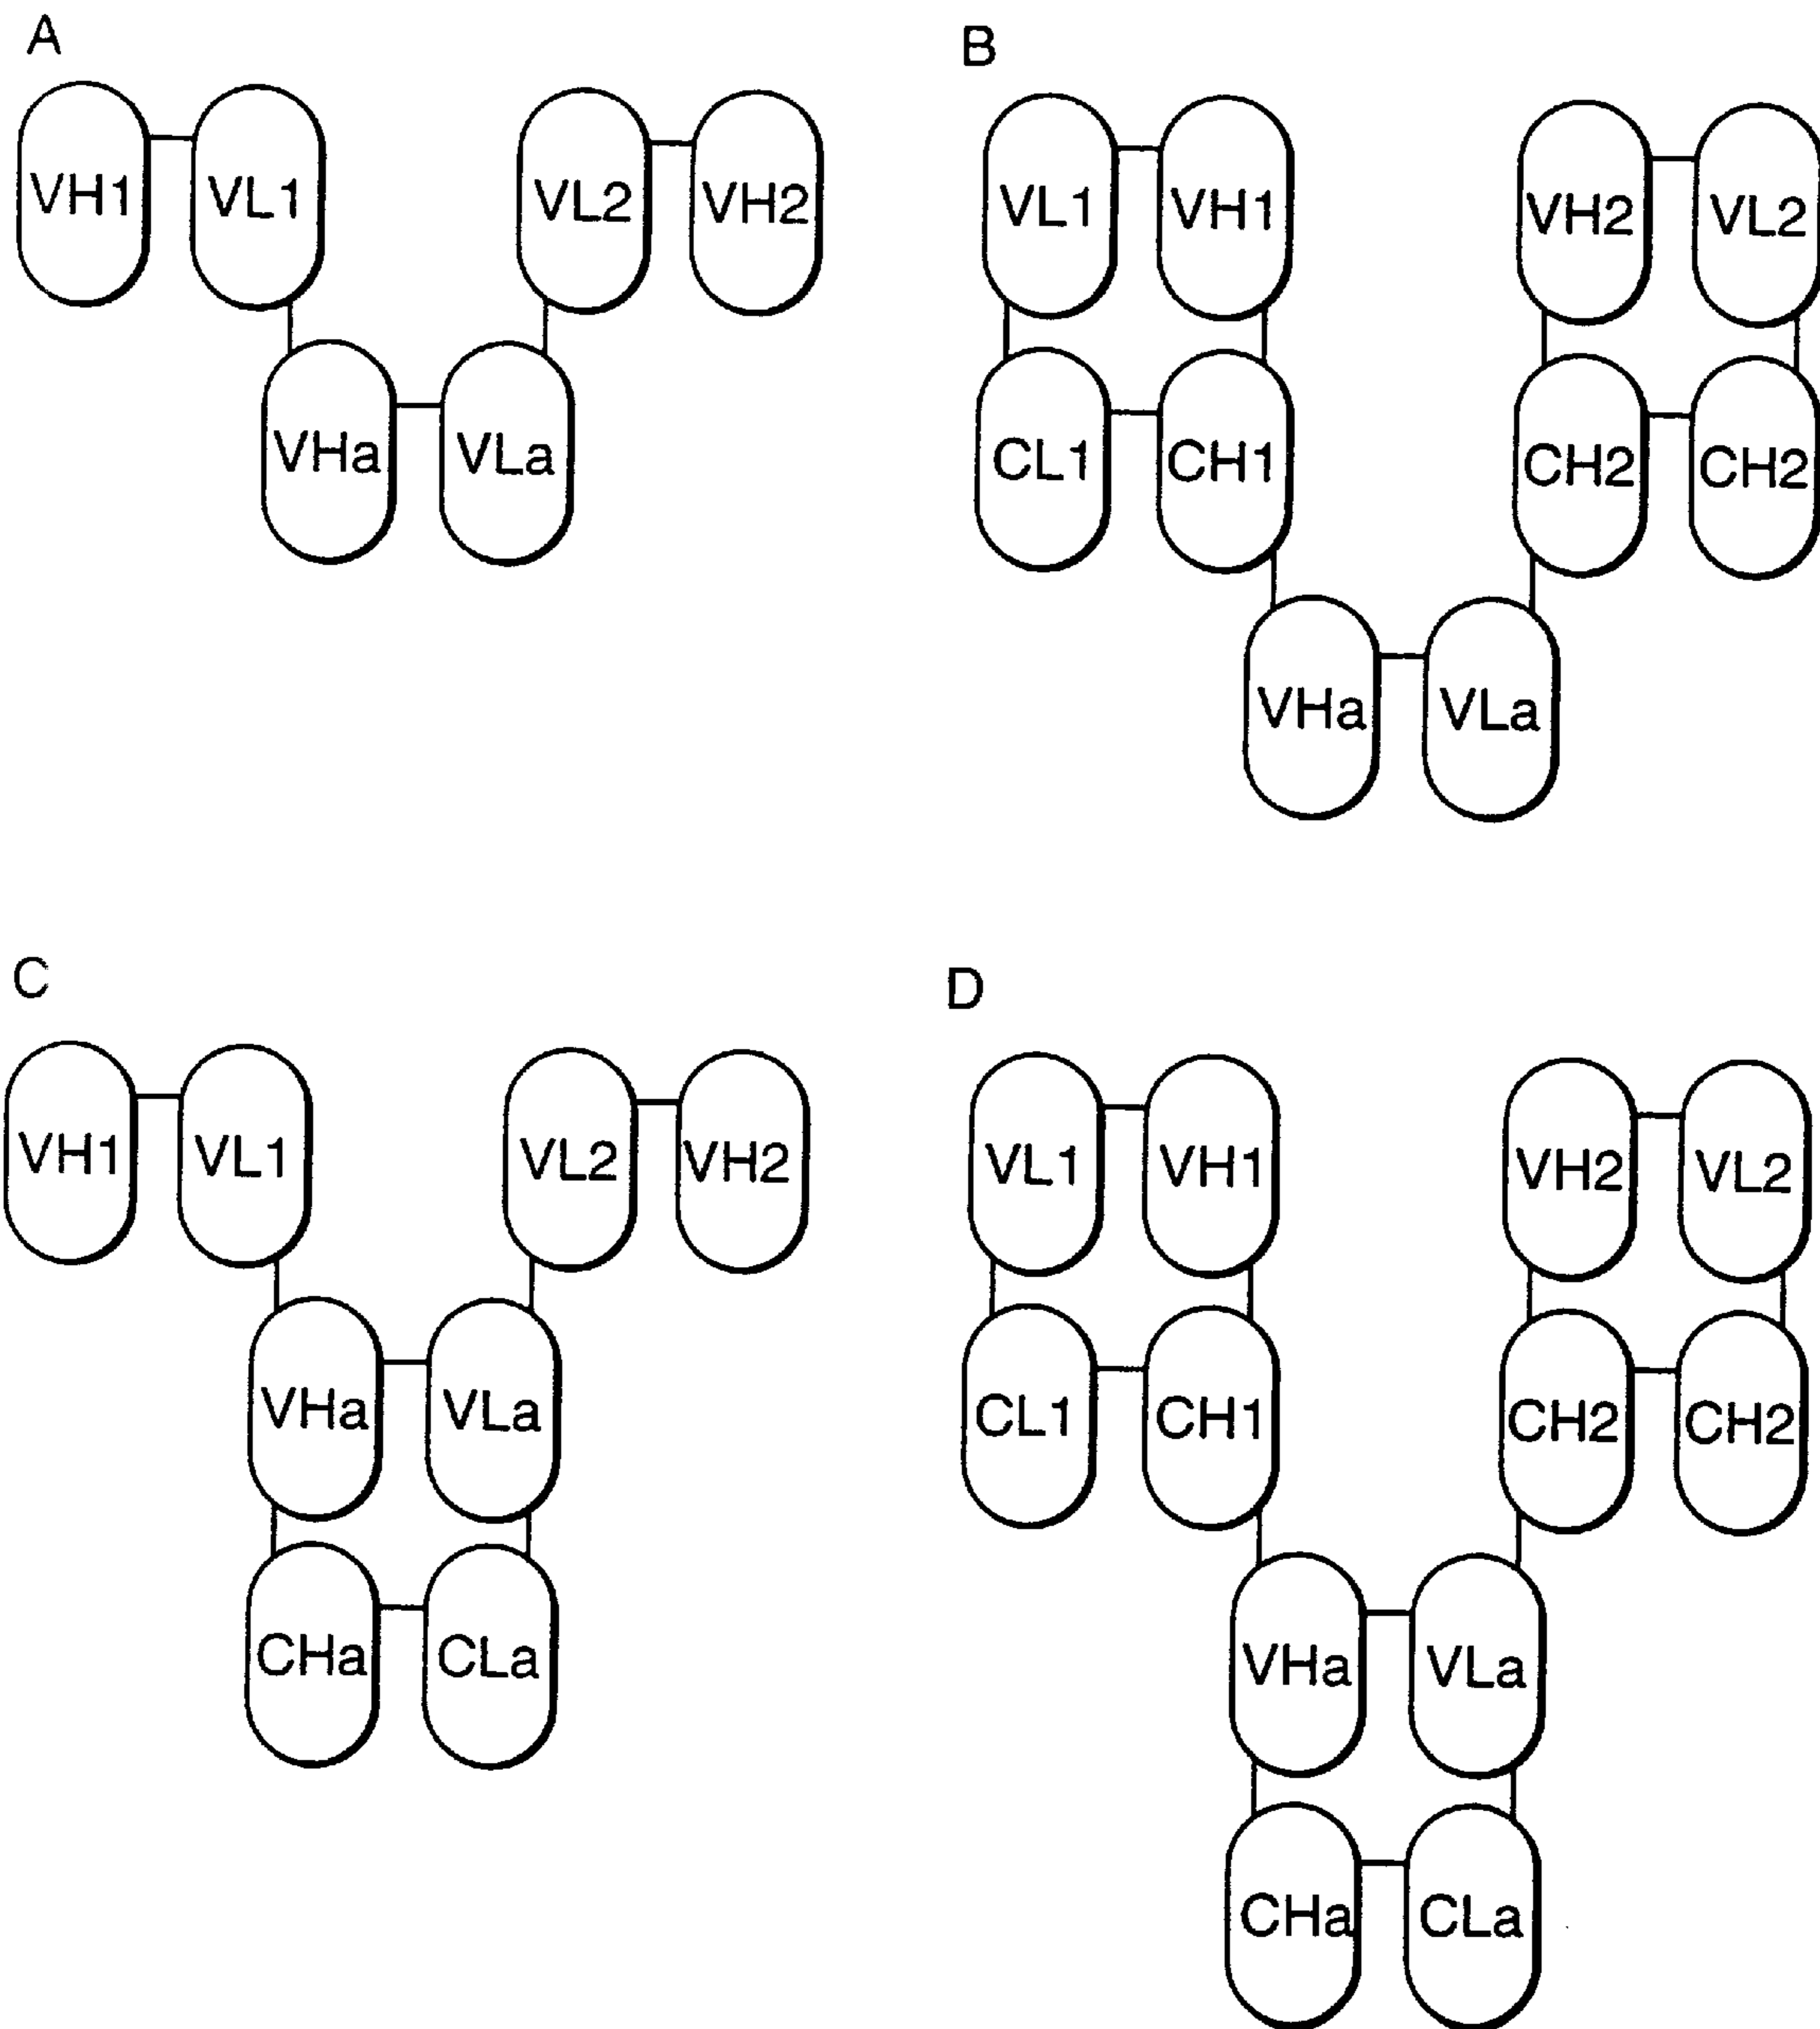 A
VH1 VL1 VL2 VH2
VHa VLa
B
VL1 VH1 VH2 VL2
CL1 CH1 CH2 CH2
VHa VLa
C
VH1 VL1 VL2 VH2
VHa VLa
CHa CLa
D
VL1 VH1 VH2 VL2
CL1 CH1 CH2 CH2
VHa VLa
CHa CLa